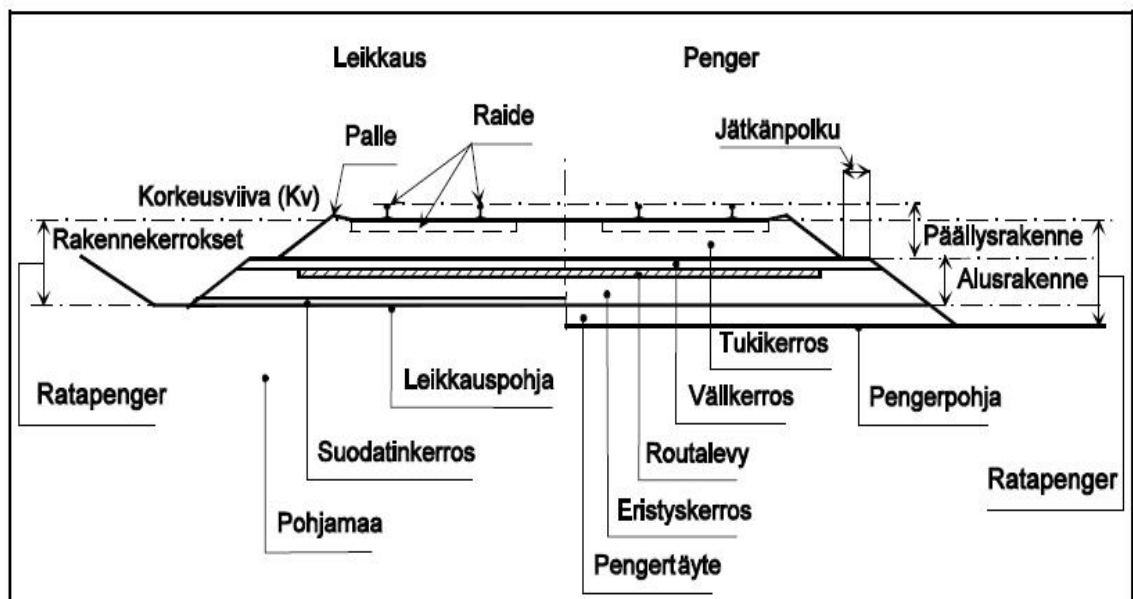 Leikkaus
Penger
Jätkänpolku
Raide
Palle
Korkeusviiva (Kv)
Rakennekerrokset
Päällysrakenne
Alusrakenne
Tukikerros
Leikkauspohja
Välikerros
Pengerpohja
Ratapenger
Suodatinkerros
Routalevy
Ratapenger
Eristyskerros
Pohjamaa
Pengertäyte